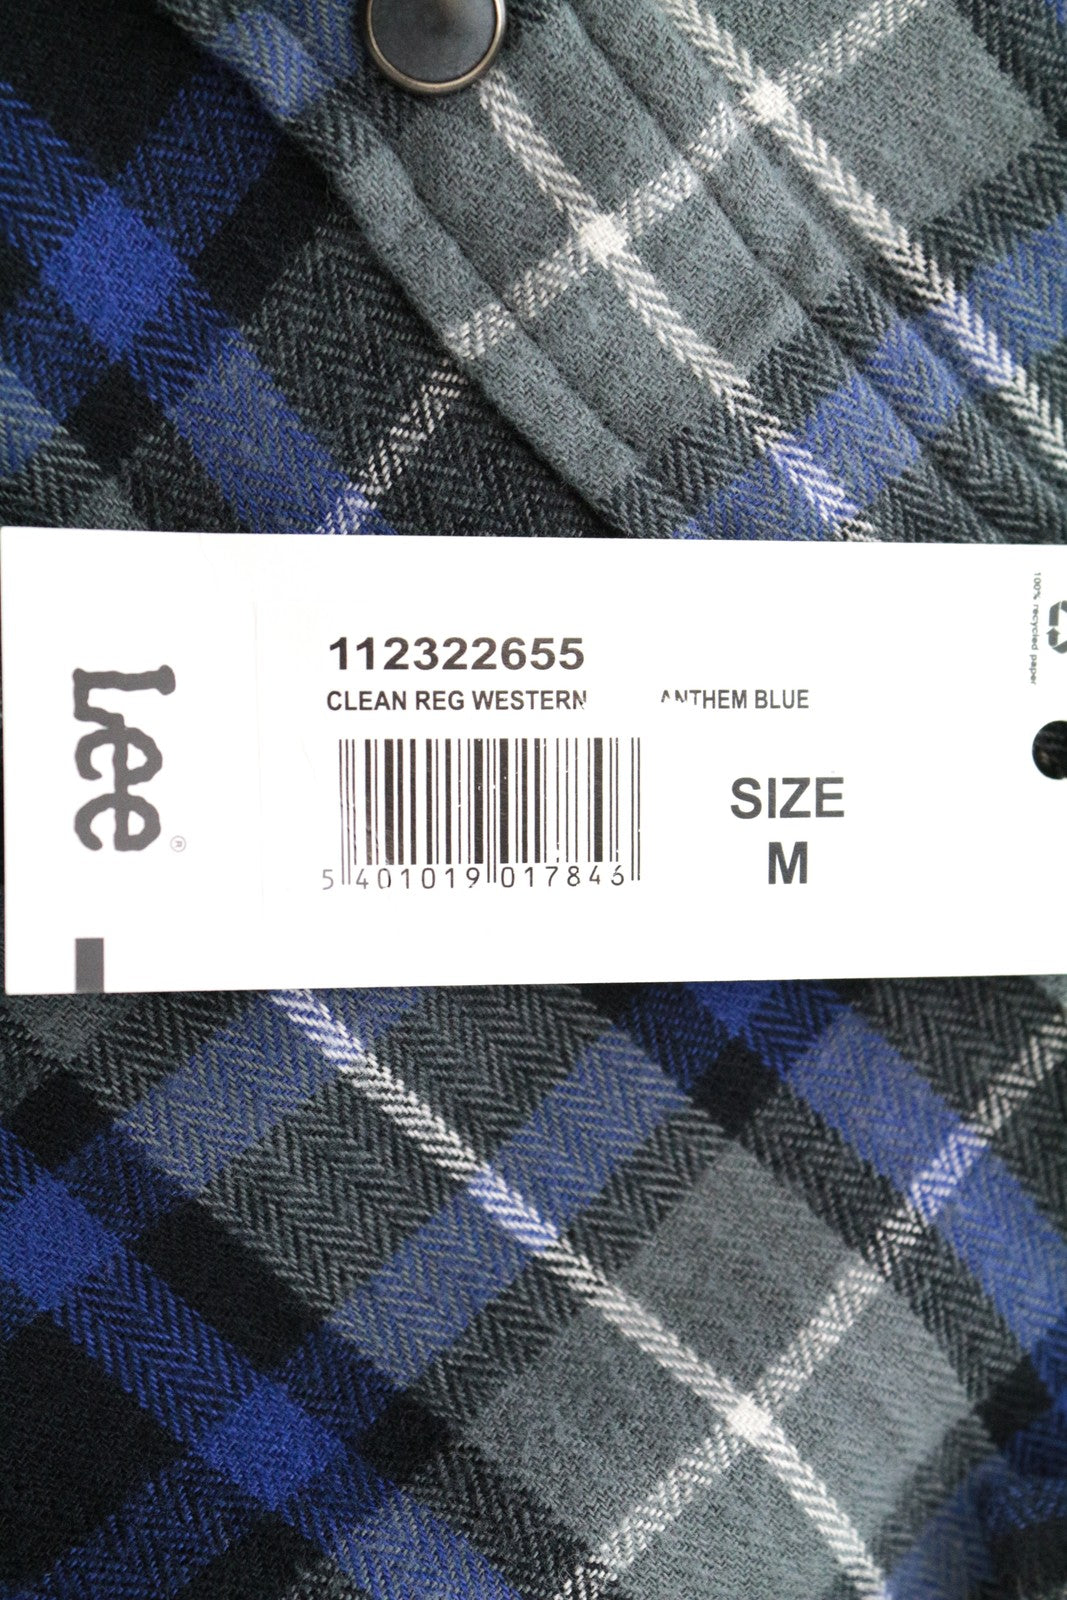 Lee®
112322655
CLEAN REG WESTERN ANTHEM BLUE
5 401019 017846
SIZE
M
100% recycled paper